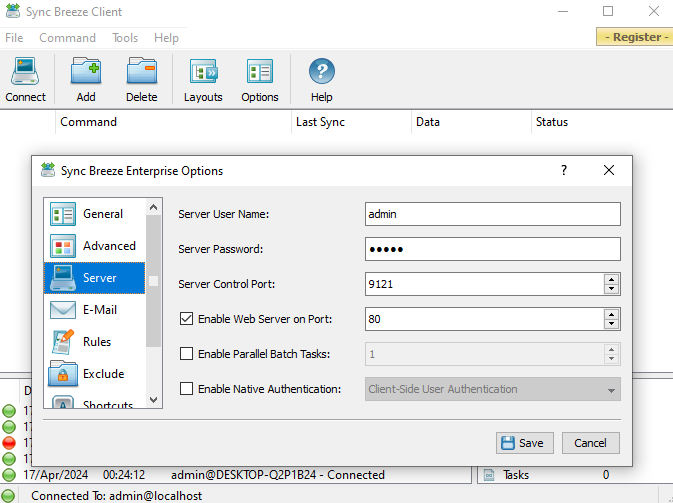 Sync Breeze Client
File Command Tools Help
- Register -
Connect Add Delete Layouts Options Help
Command Last Sync Data Status
Sync Breeze Enterprise Options ?
General
Advanced
Server
E-Mail
Rules
Exclude
Shortcuts
Server User Name: admin
Server Password: •••••
Server Control Port: 9121
Enable Web Server on Port: 80
Enable Parallel Batch Tasks: 1
Enable Native Authentication: Client-Side User Authentication
Save Cancel
17/Apr/2024 00:24:12 admin@DESKTOP-Q2P1B24 - Connected Tasks 0
Connected To: admin@localhost